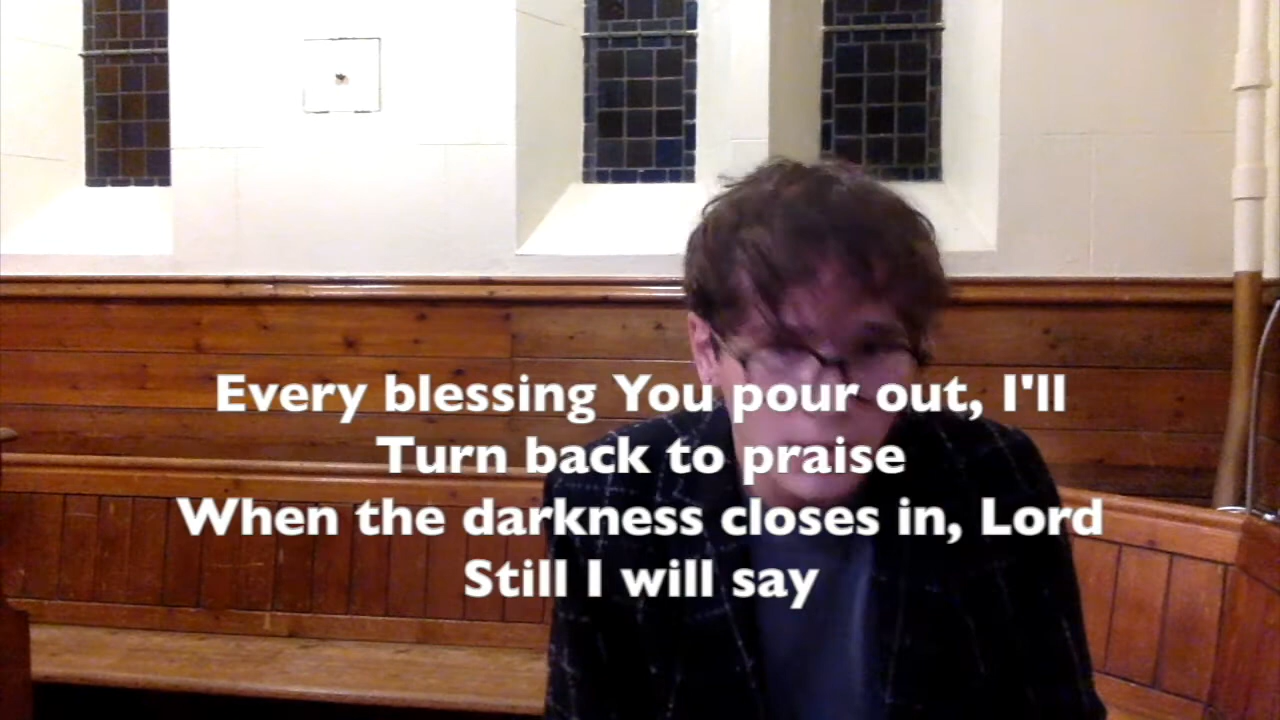 Every blessing You pour out, I'll
Turn back to praise
When the darkness closes in, Lord
Still I will say